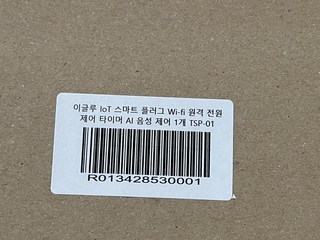 이글루 IoT 스마트 플러그 Wi-fi 원격 전원
제어 타이머 AI 음성 제어 1개 TSP-01
R013428530001